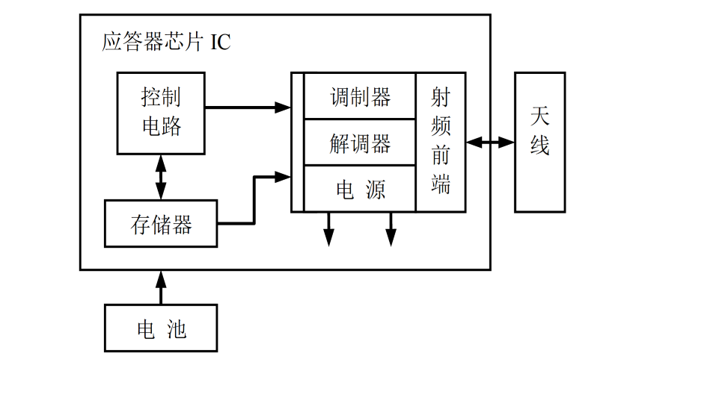 应答器芯片 IC
控制
电路
调制器
解调器
电 源
射
频
前
端
天
线
存储器
电 池